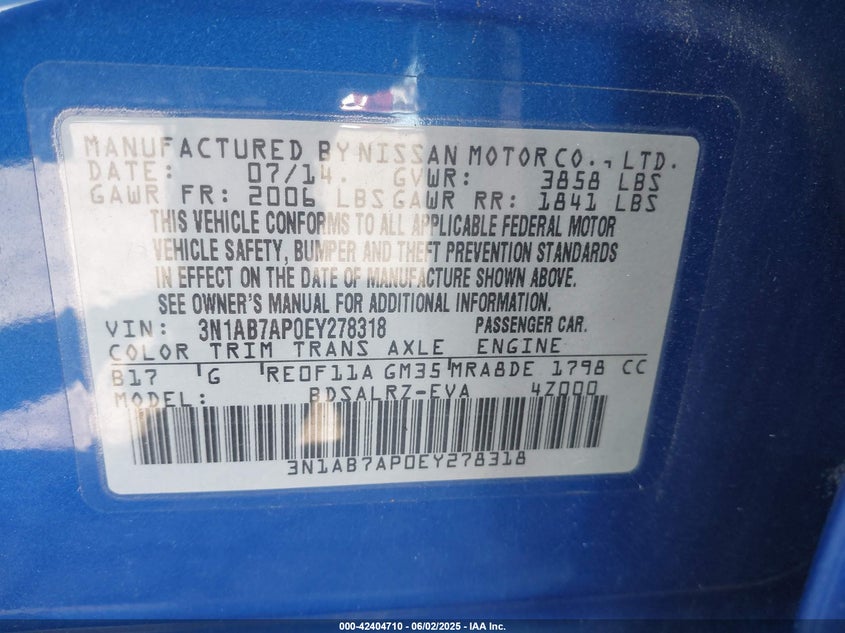 MANUFACTURED BY NISSAN MOTOR CO., LTD.
DATE: 07/14. GVWR: 3858 LBS
GAWR FR: 2006 LBS GAWR RR: 1841 LBS
THIS VEHICLE CONFORMS TO ALL APPLICABLE FEDERAL MOTOR
VEHICLE SAFETY, BUMPER AND THEFT PREVENTION STANDARDS
IN EFFECT ON THE DATE OF MANUFACTURE SHOWN ABOVE.
SEE OWNER'S MANUAL FOR ADDITIONAL INFORMATION.
VIN: 3N1AB7AP0EY278318 PASSENGER CAR.
COLOR TRIM TRANS AXLE ENGINE
B17 G RE0F11A GM35 MRA8DE 1798 CC
MODEL: BDSALRZ-EVA 4Z000
3N1AB7AP0EY278318
000-42404710 | 06/02/2025 - IAA Inc.